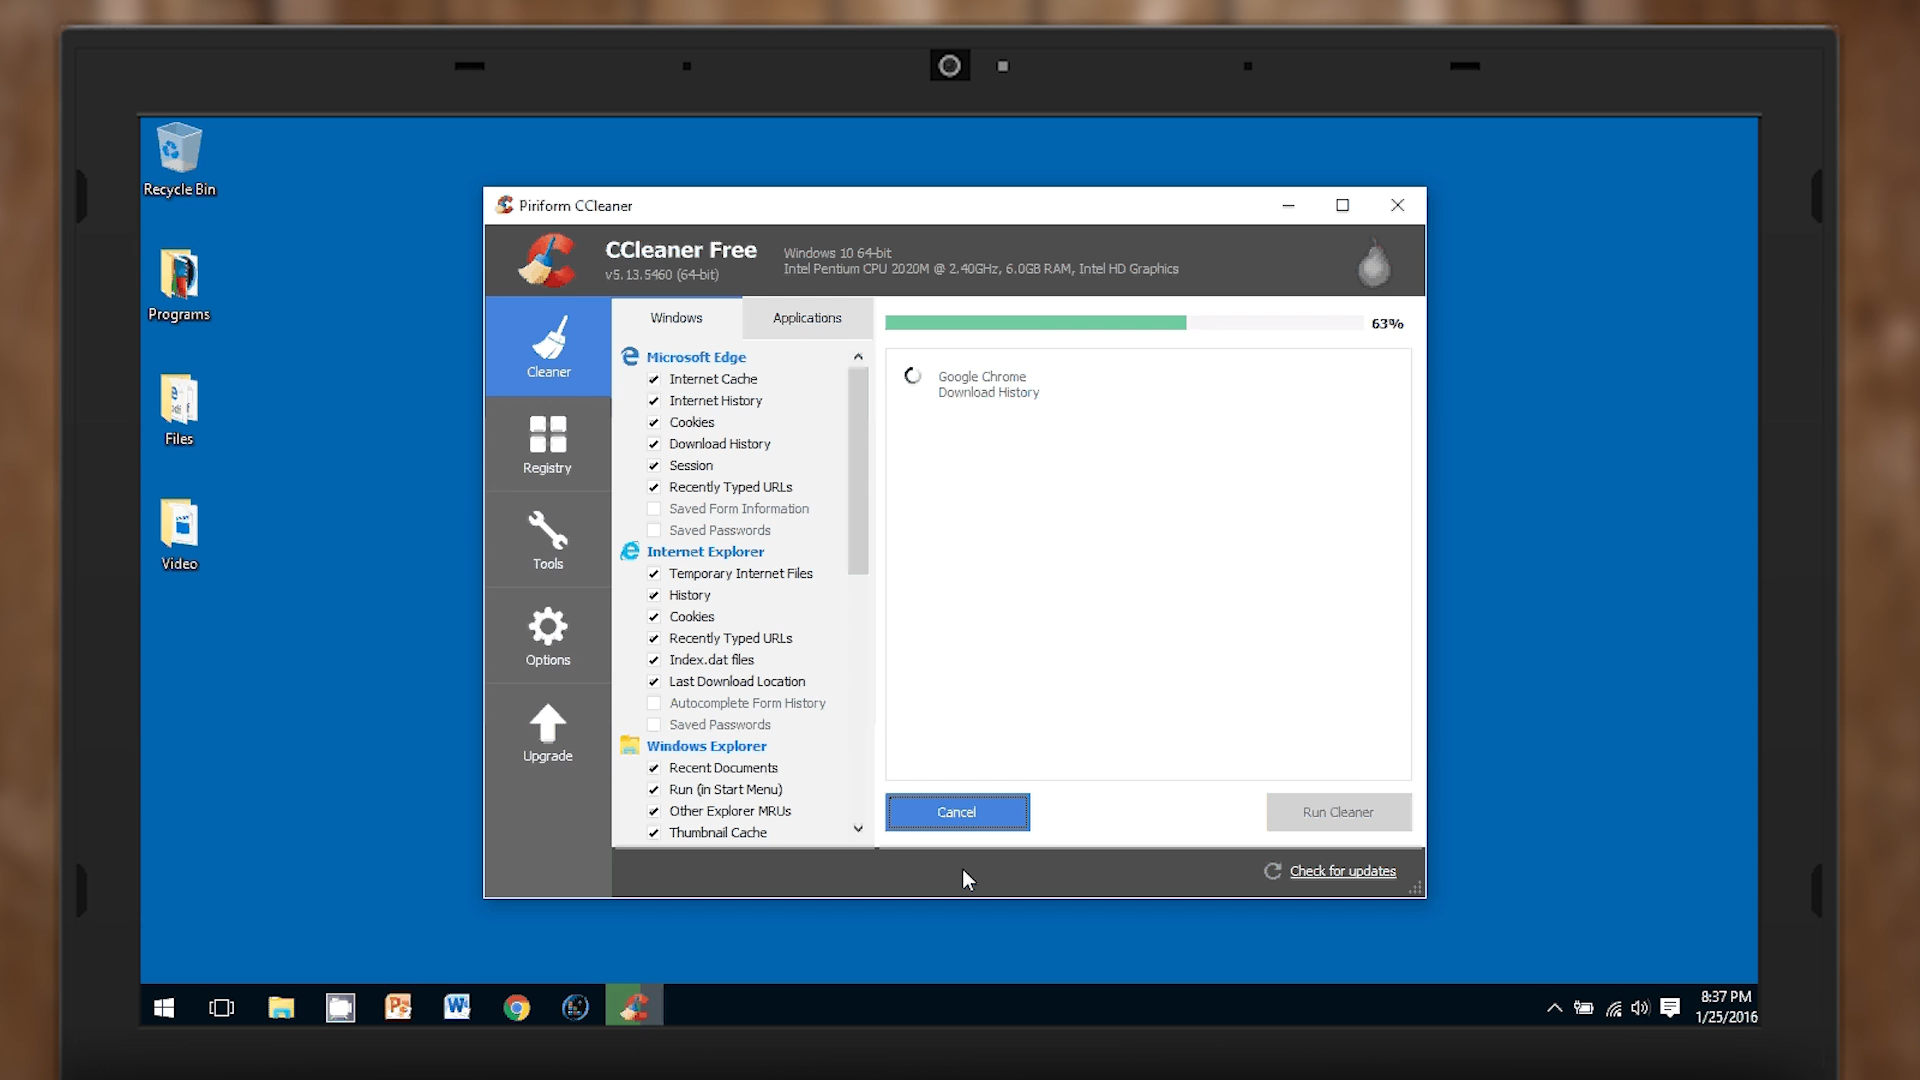 Recycle Bin
Programs
Files
Video
Piriform CCleaner
CCleaner Free
v5.13.5460 (64-bit)
Windows 10 64-bit
Intel Pentium CPU 2020M @ 2.40GHz, 6.0GB RAM, Intel HD Graphics
Cleaner
Registry
Tools
Options
Upgrade
Windows
Applications
Microsoft Edge
Internet Cache
Internet History
Cookies
Download History
Session
Recently Typed URLs
Saved Form Information
Saved Passwords
Internet Explorer
Temporary Internet Files
History
Cookies
Recently Typed URLs
Index.dat files
Last Download Location
Autocomplete Form History
Saved Passwords
Windows Explorer
Recent Documents
Run (in Start Menu)
Other Explorer MRUs
Thumbnail Cache
63%
Google Chrome
Download History
Cancel
Run Cleaner
Check for updates
8:37 PM
1/25/2016